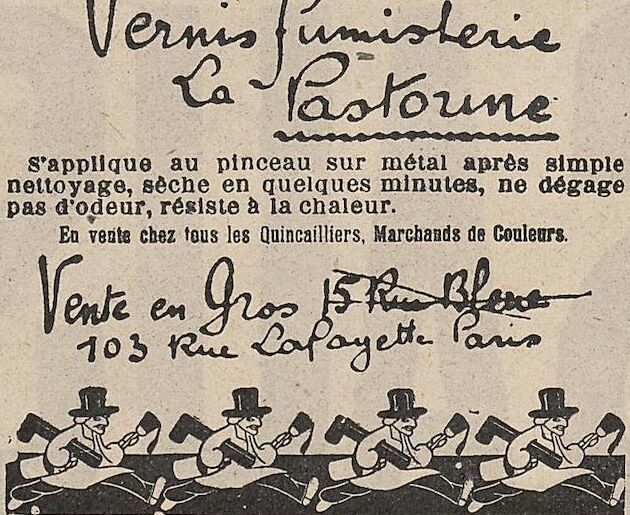 Vernis fumisterie
La Pastoune
S'applique au pinceau sur métal après simple
nettoyage, sèche en quelques minutes, ne dégage
pas d'odeur, résiste à la chaleur.
En vente chez tous les Quincailliers, Marchands de Couleurs.
Vente en Gros 15 Rue Bleue
103 Rue Lafayette Paris